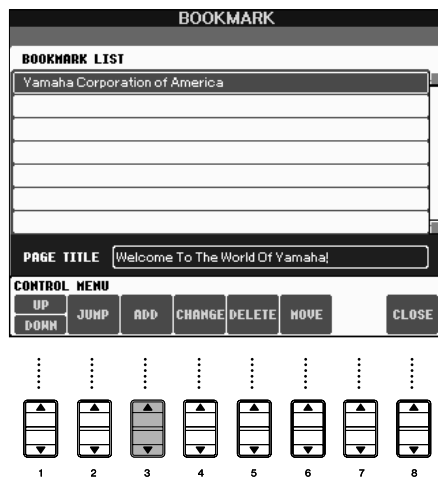 BOOKMARK
BOOKMARK LIST
Yamaha Corporation of America
PAGE TITLE Welcome To The World Of Yamaha!
CONTROL MENU
UP
DOWN JUMP ADD CHANGE DELETE MOVE CLOSE
1 2 3 4 5 6 7 8